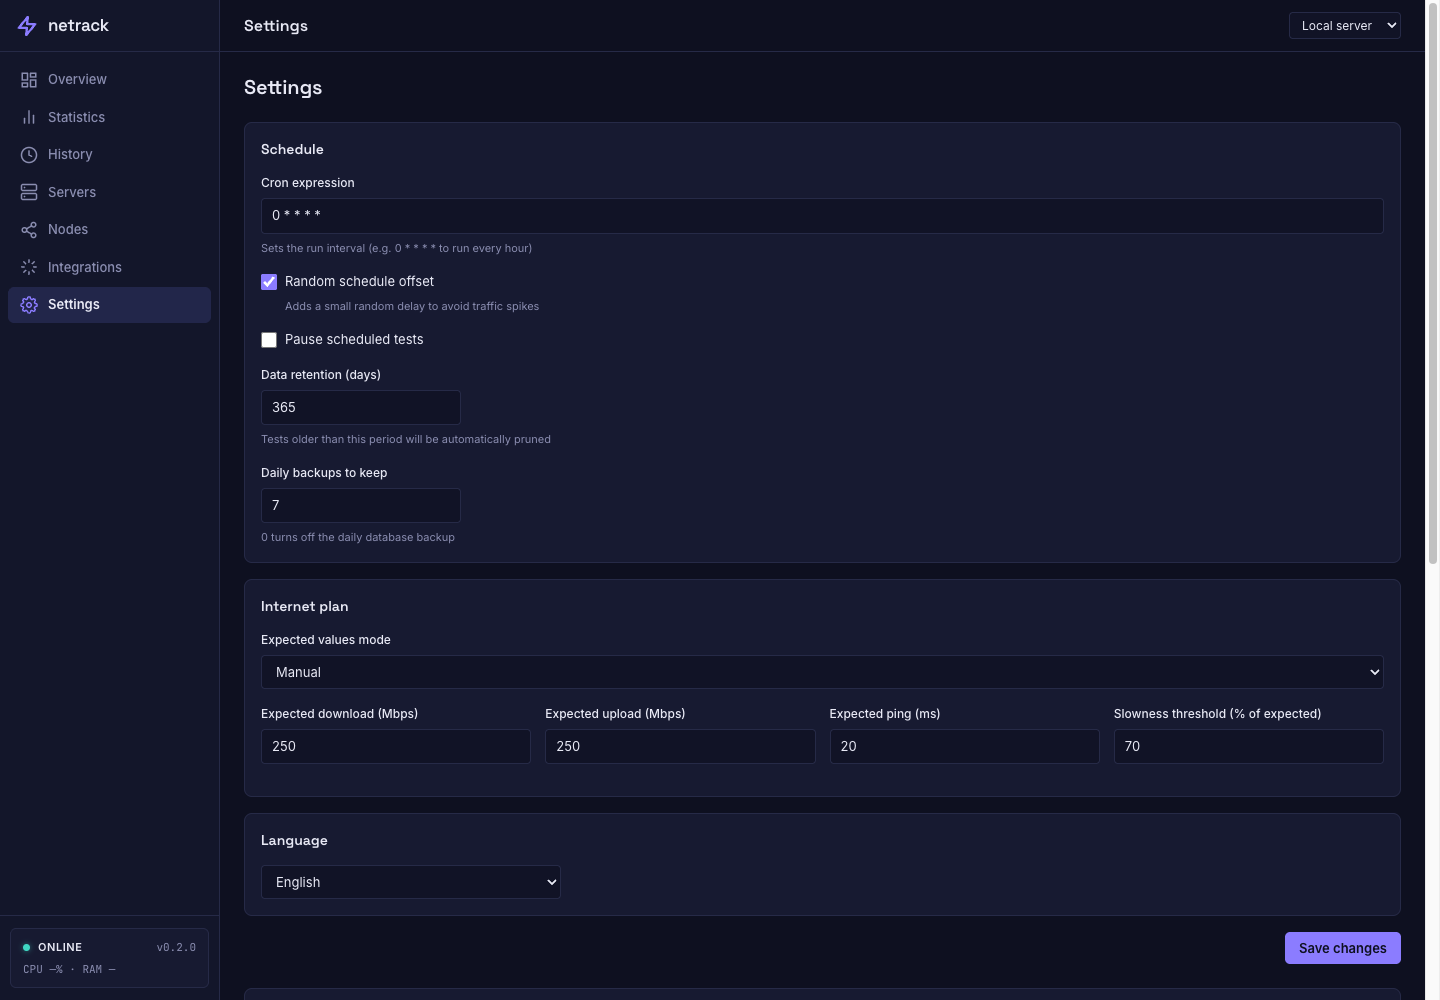 netrack
Settings
Local server
Overview
Statistics
History
Servers
Nodes
Integrations
Settings
ONLINE
v0.2.0
CPU —% · RAM —
Settings
Schedule
Cron expression
0 * * * *
Sets the run interval (e.g. 0 * * * * to run every hour)
Random schedule offset
Adds a small random delay to avoid traffic spikes
Pause scheduled tests
Data retention (days)
365
Tests older than this period will be automatically pruned
Daily backups to keep
7
0 turns off the daily database backup
Internet plan
Expected values mode
Manual
Expected download (Mbps)
250
Expected upload (Mbps)
250
Expected ping (ms)
20
Slowness threshold (% of expected)
70
Language
English
Save changes